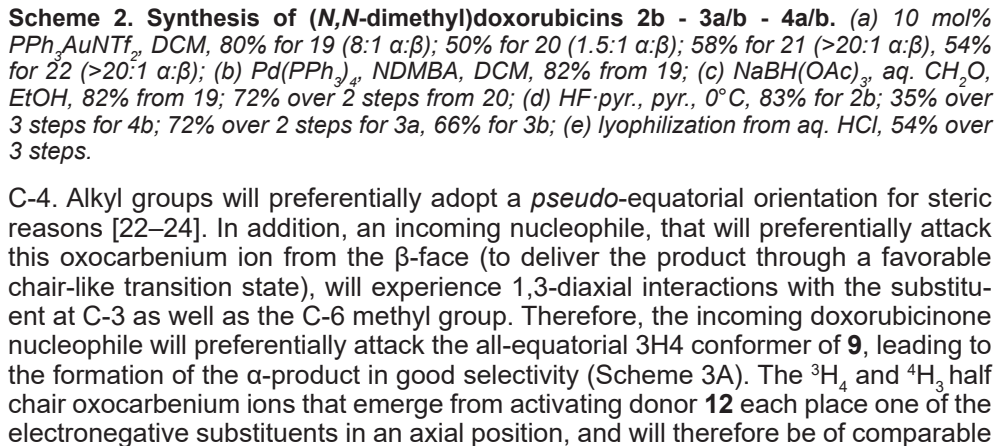 Scheme 2. Synthesis of (N,N-dimethyl)doxorubicins 2b - 3a/b - 4a/b. (a) 10 mol%
PPh₃AuNTf₂, DCM, 80% for 19 (8:1 α:β); 50% for 20 (1.5:1 α:β); 58% for 21 (>20:1 α:β), 54%
for 22 (>20:1 α:β); (b) Pd(PPh₃)₄, NDMBA, DCM, 82% from 19; (c) NaBH(OAc)₃, aq. CH₂O,
EtOH, 82% from 19; 72% over 2 steps from 20; (d) HF·pyr., pyr., 0°C, 83% for 2b; 35% over
3 steps for 4b; 72% over 2 steps for 3a, 66% for 3b; (e) lyophilization from aq. HCl, 54% over
3 steps.
C-4. Alkyl groups will preferentially adopt a pseudo-equatorial orientation for steric
reasons [22–24]. In addition, an incoming nucleophile, that will preferentially attack
this oxocarbenium ion from the β-face (to deliver the product through a favorable
chair-like transition state), will experience 1,3-diaxial interactions with the substitu-
ent at C-3 as well as the C-6 methyl group. Therefore, the incoming doxorubicinone
nucleophile will preferentially attack the all-equatorial 3H4 conformer of 9, leading to
the formation of the α-product in good selectivity (Scheme 3A). The ³H₄ and ⁴H₃ half
chair oxocarbenium ions that emerge from activating donor 12 each place one of the
electronegative substituents in an axial position, and will therefore be of comparable